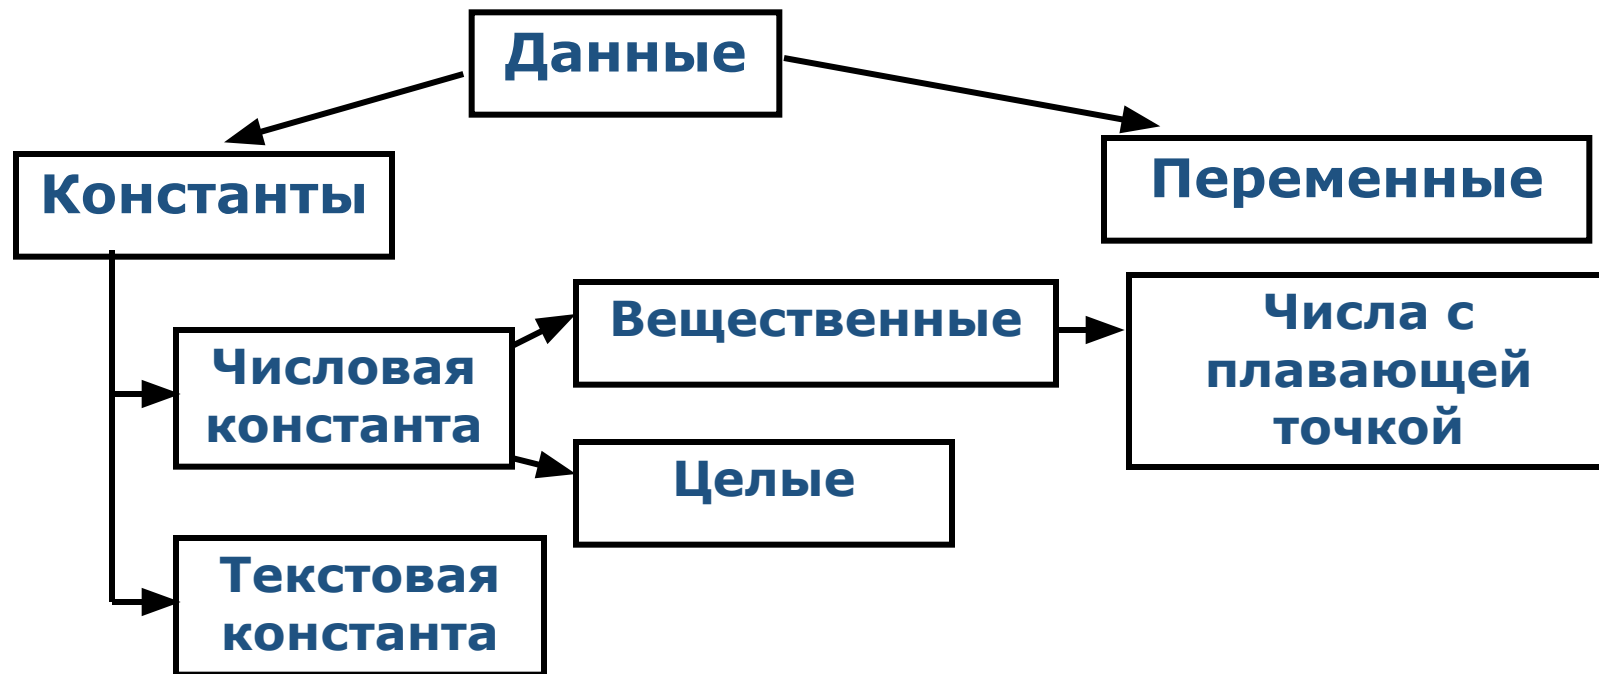 Данные
Константы
Переменные
Вещественные
Числа с
плавающей
точкой
Числовая
константа
Целые
Текстовая
константа